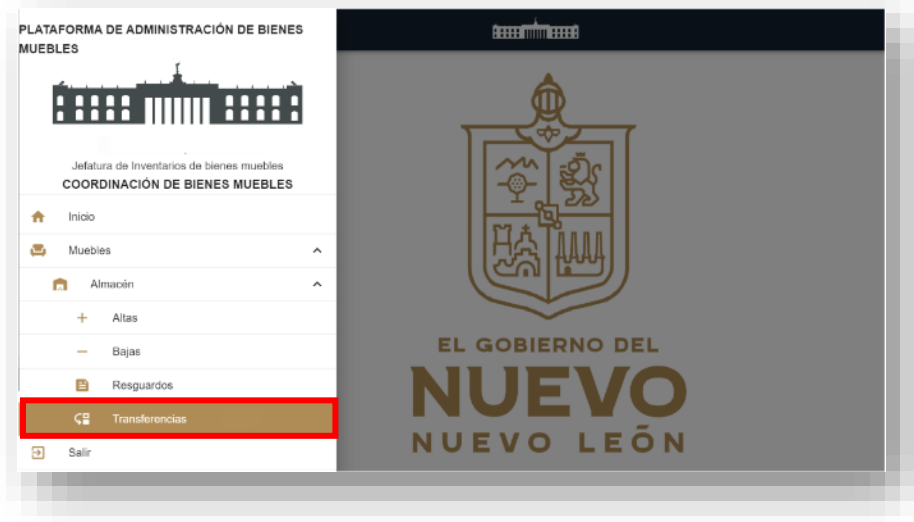 PLATAFORMA DE ADMINISTRACIÓN DE BIENES
MUEBLES
Jefatura de Inventarios de bienes muebles
COORDINACIÓN DE BIENES MUEBLES
Inicio
Muebles
Almacén
Altas
Bajas
Resguardos
Transferencias
Salir
EL GOBIERNO DEL
NUEVO
NUEVO LEÓN